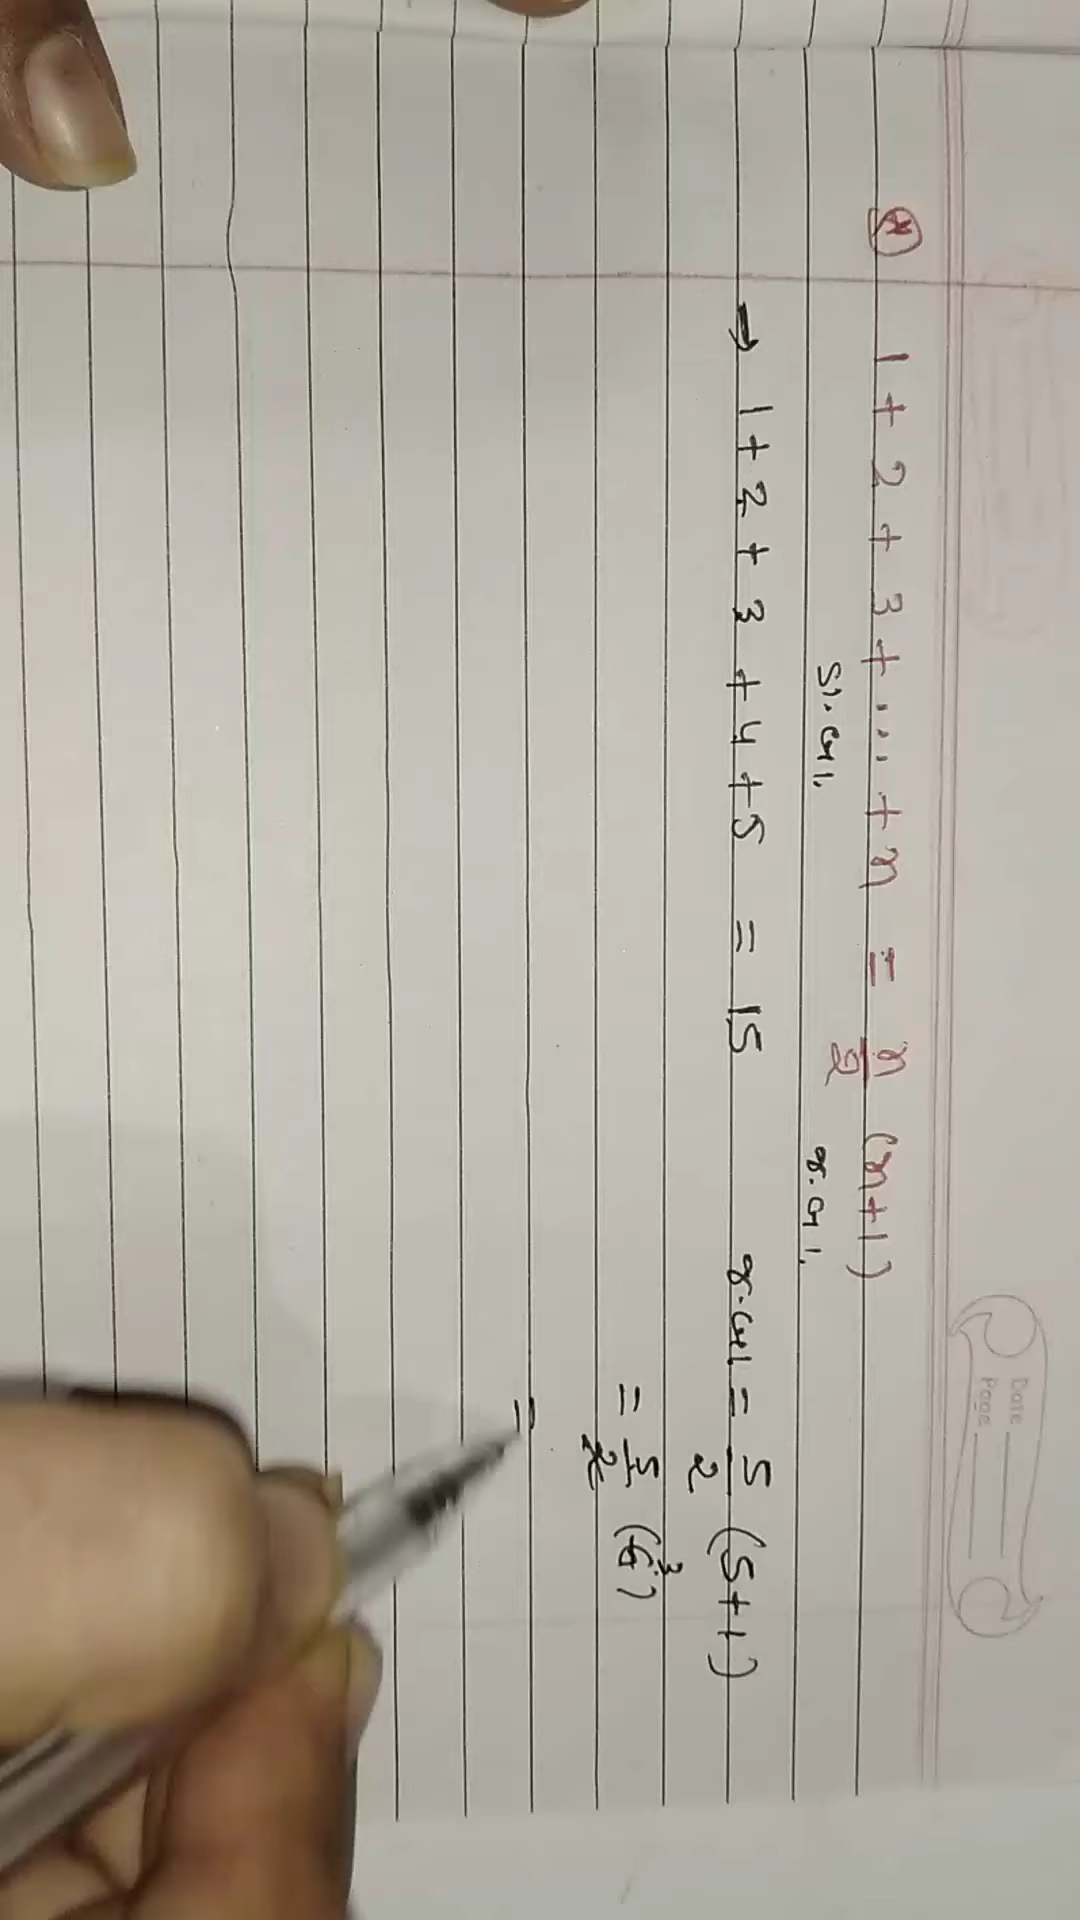 Date
Page
1 + 2 + 3 + ... + n = n/2 (n+1)
→ 1 + 2 + 3 + 4 + 5 = 15
= 5/2 (5+1)
= 5/2 (6) 3
=